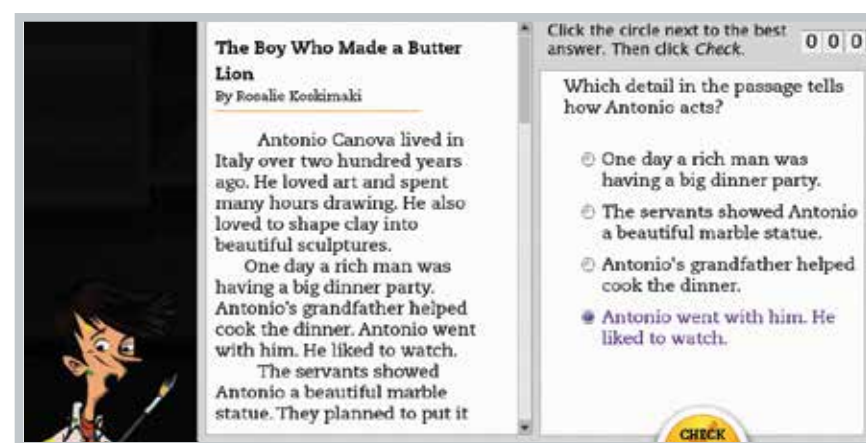 The Boy Who Made a Butter
Lion
By Rosalie Koskimaki
Antonio Canova lived in
Italy over two hundred years
ago. He loved art and spent
many hours drawing. He also
loved to shape clay into
beautiful sculptures.
One day a rich man was
having a big dinner party.
Antonio's grandfather helped
cook the dinner. Antonio went
with him. He liked to watch.
The servants showed
Antonio a beautiful marble
statue. They planned to put it
Click the circle next to the best
answer. Then click Check.
0 0 0
Which detail in the passage tells
how Antonio acts?
One day a rich man was
having a big dinner party.
The servants showed Antonio
a beautiful marble statue.
Antonio's grandfather helped
cook the dinner.
Antonio went with him. He
liked to watch.
CHECK